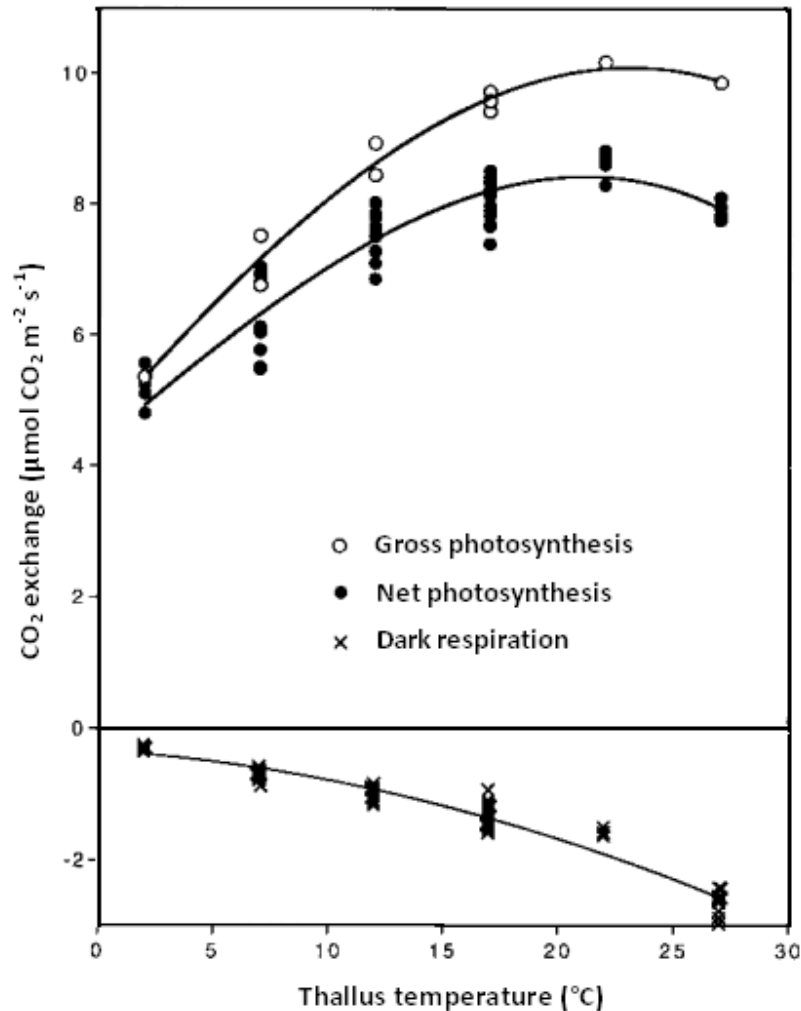 10
8
6
4
2
0
-2
CO₂ exchange (µmol CO₂ m⁻² s⁻¹)
Gross photosynthesis
Net photosynthesis
Dark respiration
0 5 10 15 20 25 30
Thallus temperature (°C)